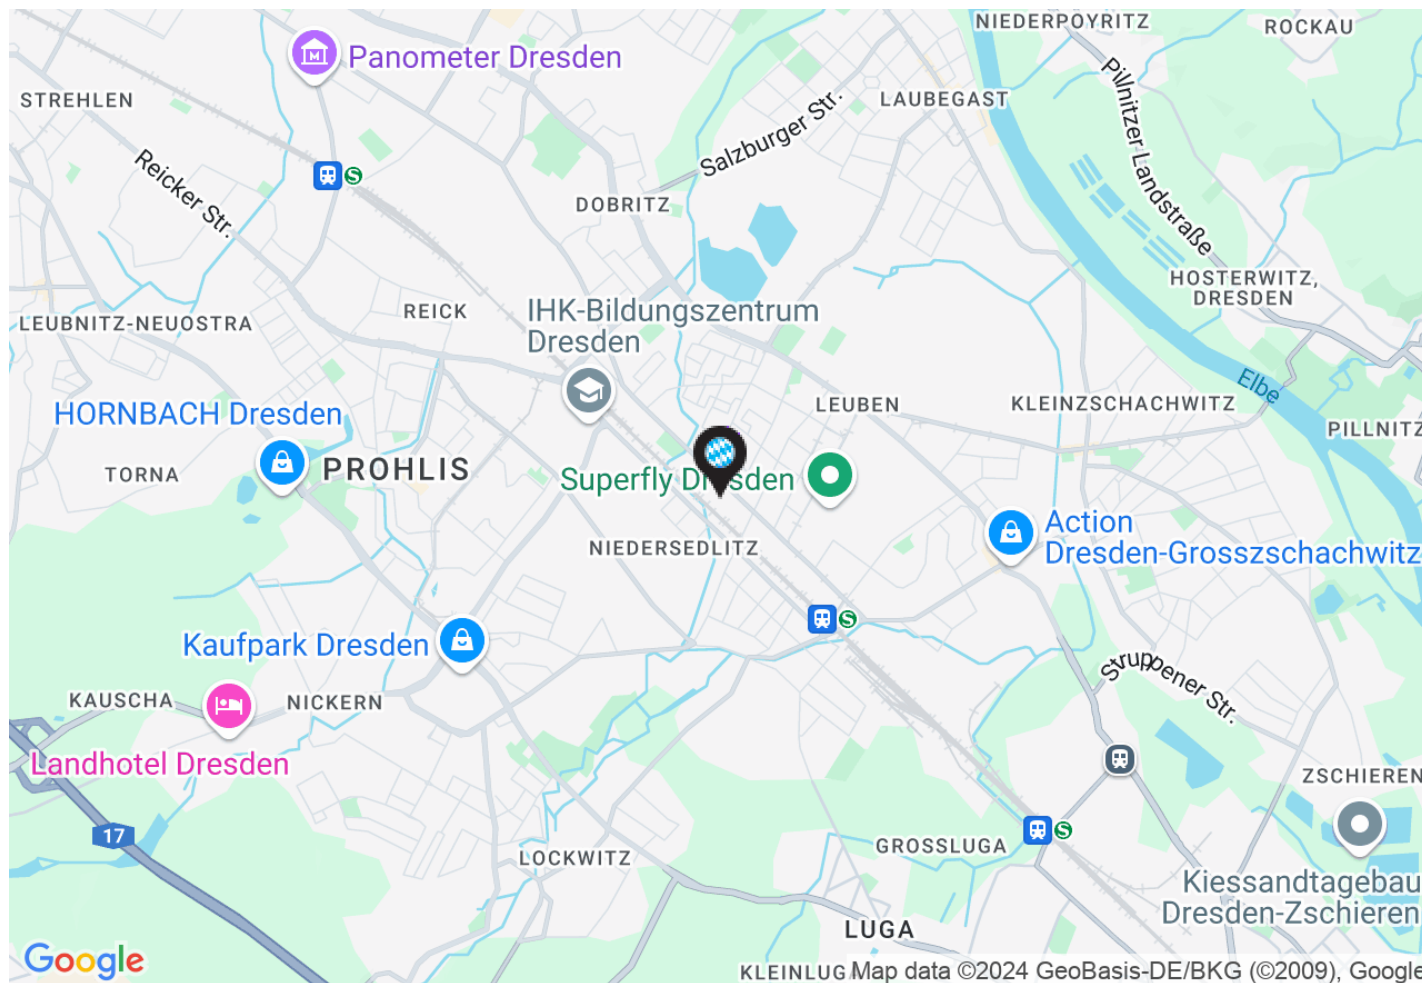 NIEDERPOYRITZ
ROCKAU
Panometer Dresden
STREHLEN
LAUBEGAST
Pillnitzer Landstraße
Salzburger Str.
Reicker Str.
DOBRITZ
HOSTERWITZ,
DRESDEN
REICK
IHK-Bildungszentrum
Dresden
LEUBNITZ-NEUOSTRA
Elbe
HORNBACH Dresden
LEUBEN
KLEINZSCHACHWITZ
PILLNITZ
TORNA
PROHLIS
Superfly Dresden
Action
Dresden-Grosszschachwitz
NIEDERSEDLITZ
S
S
Kaufpark Dresden
Struppener Str.
KAUSCHA
NICKERN
Landhotel Dresden
ZSCHIEREN
17
S
GROSSLUGA
LOCKWITZ
Kiessandtagebau
Dresden-Zschieren
LUGA
Google
KLEINLUGA
Map data ©2024 GeoBasis-DE/BKG (©2009), Google